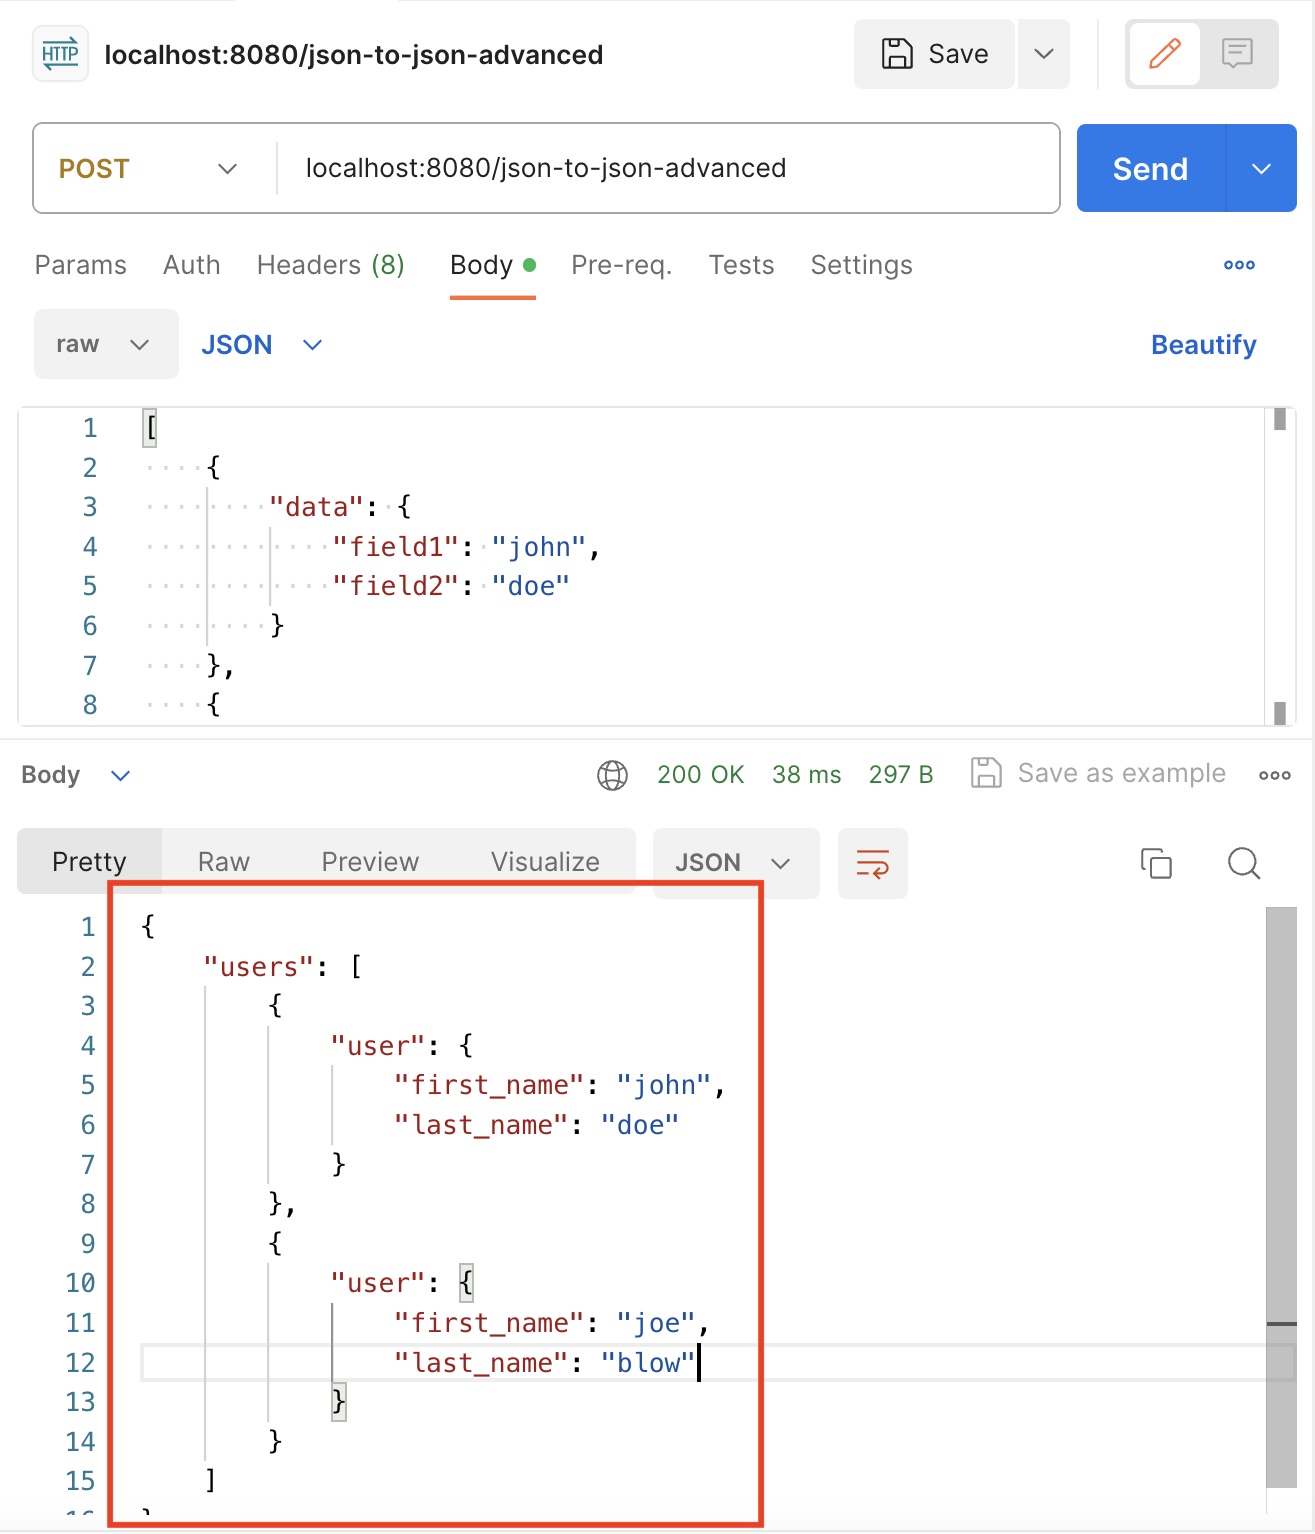 HTTP localhost:8080/json-to-json-advanced Save
POST localhost:8080/json-to-json-advanced Send
Params Auth Headers (8) Body Pre-req. Tests Settings
raw JSON Beautify
1 [
2 {
3 "data": {
4 "field1": "john",
5 "field2": "doe"
6 }
7 },
8 {
Body 200 OK 38 ms 297 B Save as example
Pretty Raw Preview Visualize JSON
1 {
2 "users": [
3 {
4 "user": {
5 "first_name": "john",
6 "last_name": "doe"
7 }
8 },
9 {
10 "user": {
11 "first_name": "joe",
12 "last_name": "blow"
13 }
14 }
15 ]
16 }